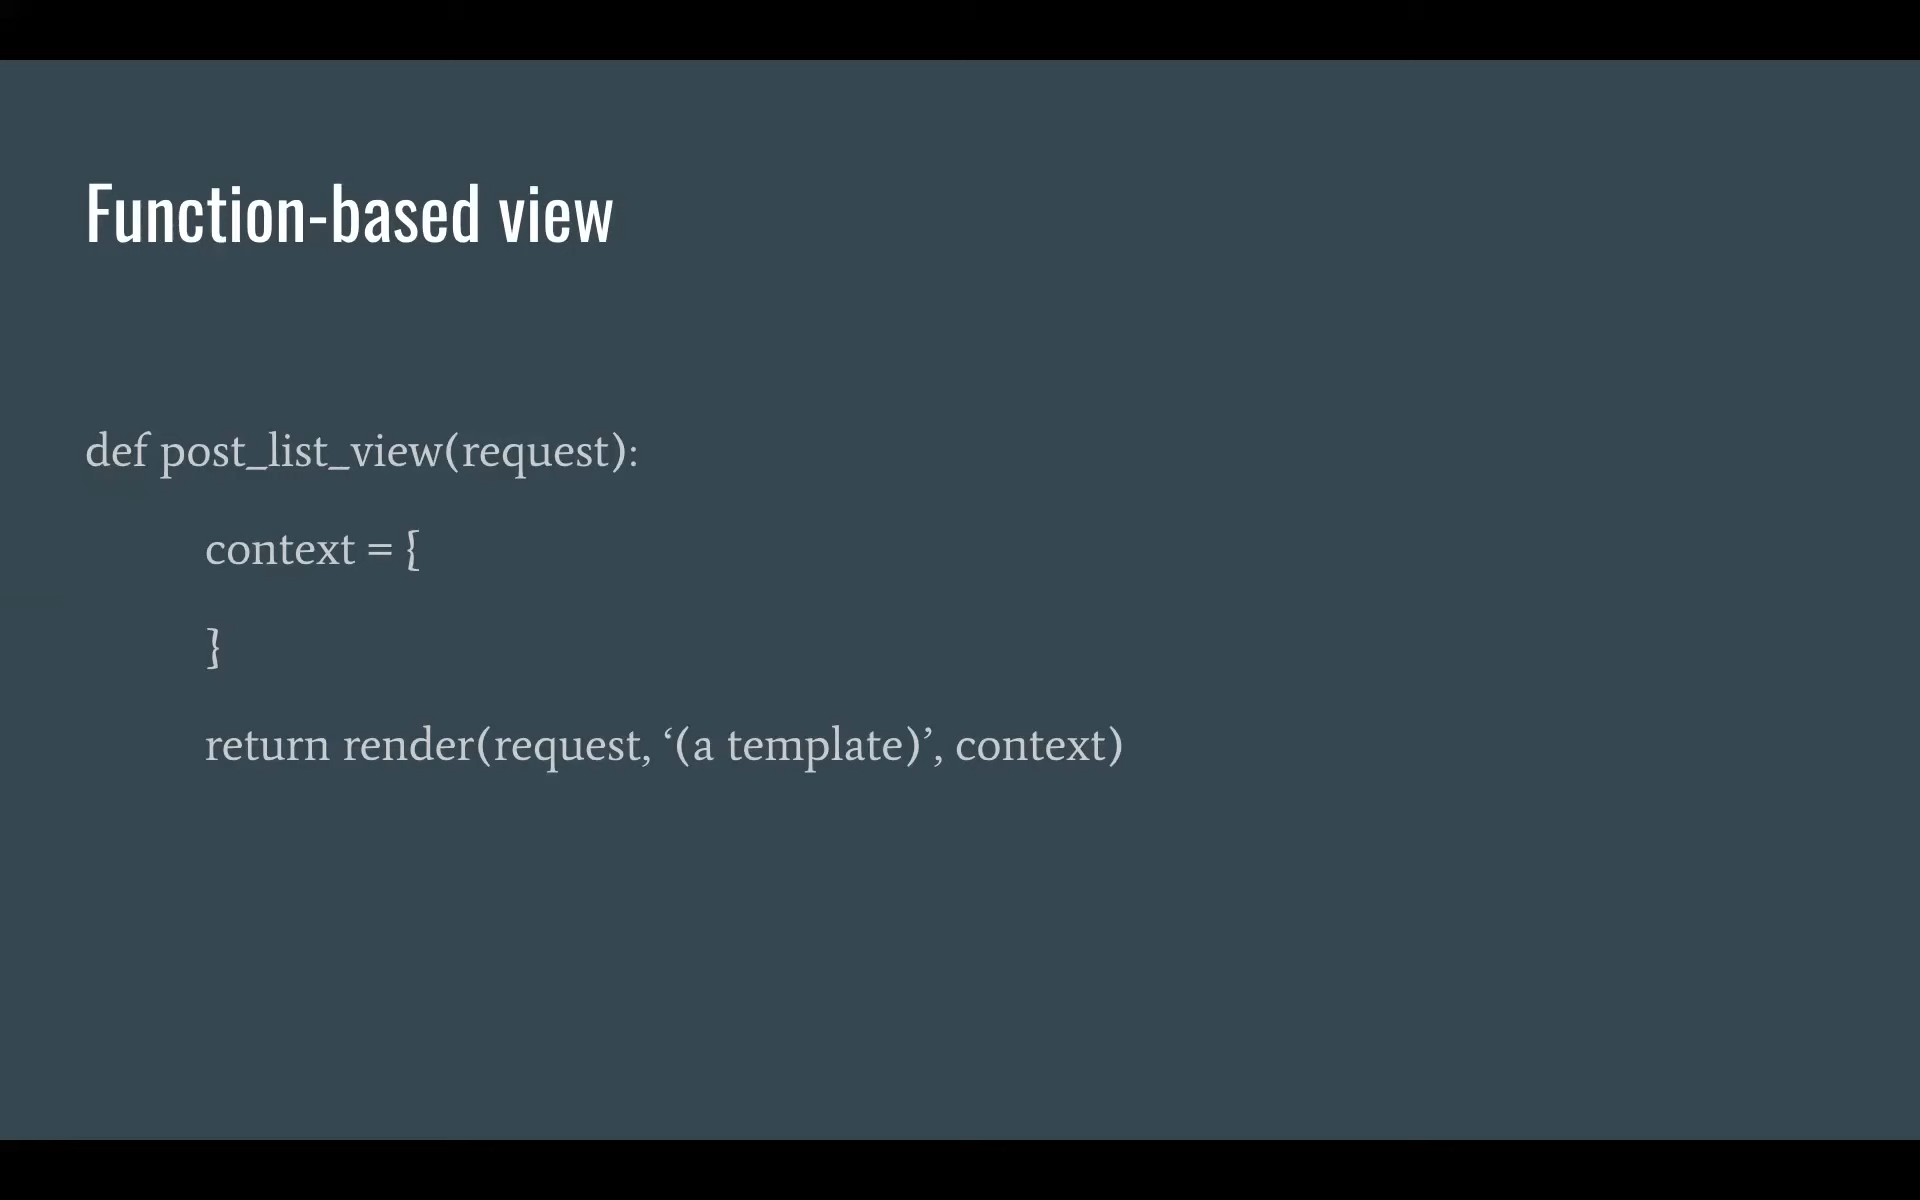 Function-based view
def post_list_view(request):
context = {
}
return render(request, ‘(a template)’, context)